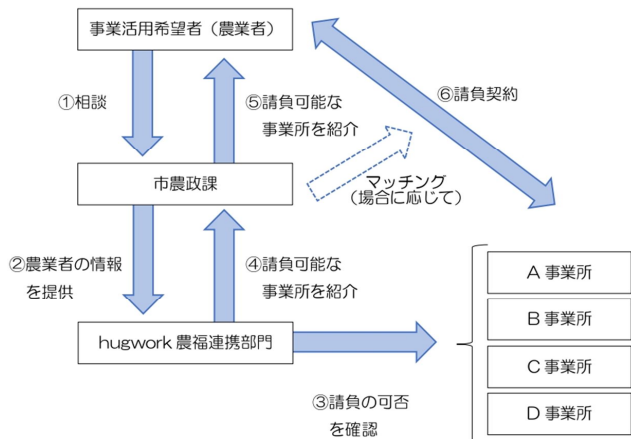 事業活用希望者（農業者）
①相談
⑤請負可能な
事業所を紹介
⑥請負契約
市農政課
マッチング
（場合に応じて）
②農業者の情報
を提供
④請負可能な
事業所を紹介
hugwork 農福連携部門
③請負の可否
を確認
A 事業所
B 事業所
C 事業所
D 事業所